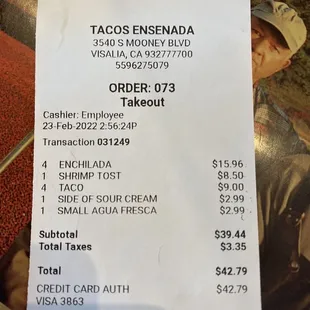 TACOS ENSENADA
3540 S MOONEY BLVD
VISALIA, CA 932777700
5596275079
ORDER: 073
Takeout
Cashier: Employee
23-Feb-2022 2:56:24P
Transaction 031249
4 ENCHILADA $15.96
1 SHRIMP TOST $8.50
4 TACO $9.00
1 SIDE OF SOUR CREAM $2.99
1 SMALL AGUA FRESCA $2.99
Subtotal $39.44
Total Taxes $3.35
Total $42.79
CREDIT CARD AUTH $42.79
VISA 3863